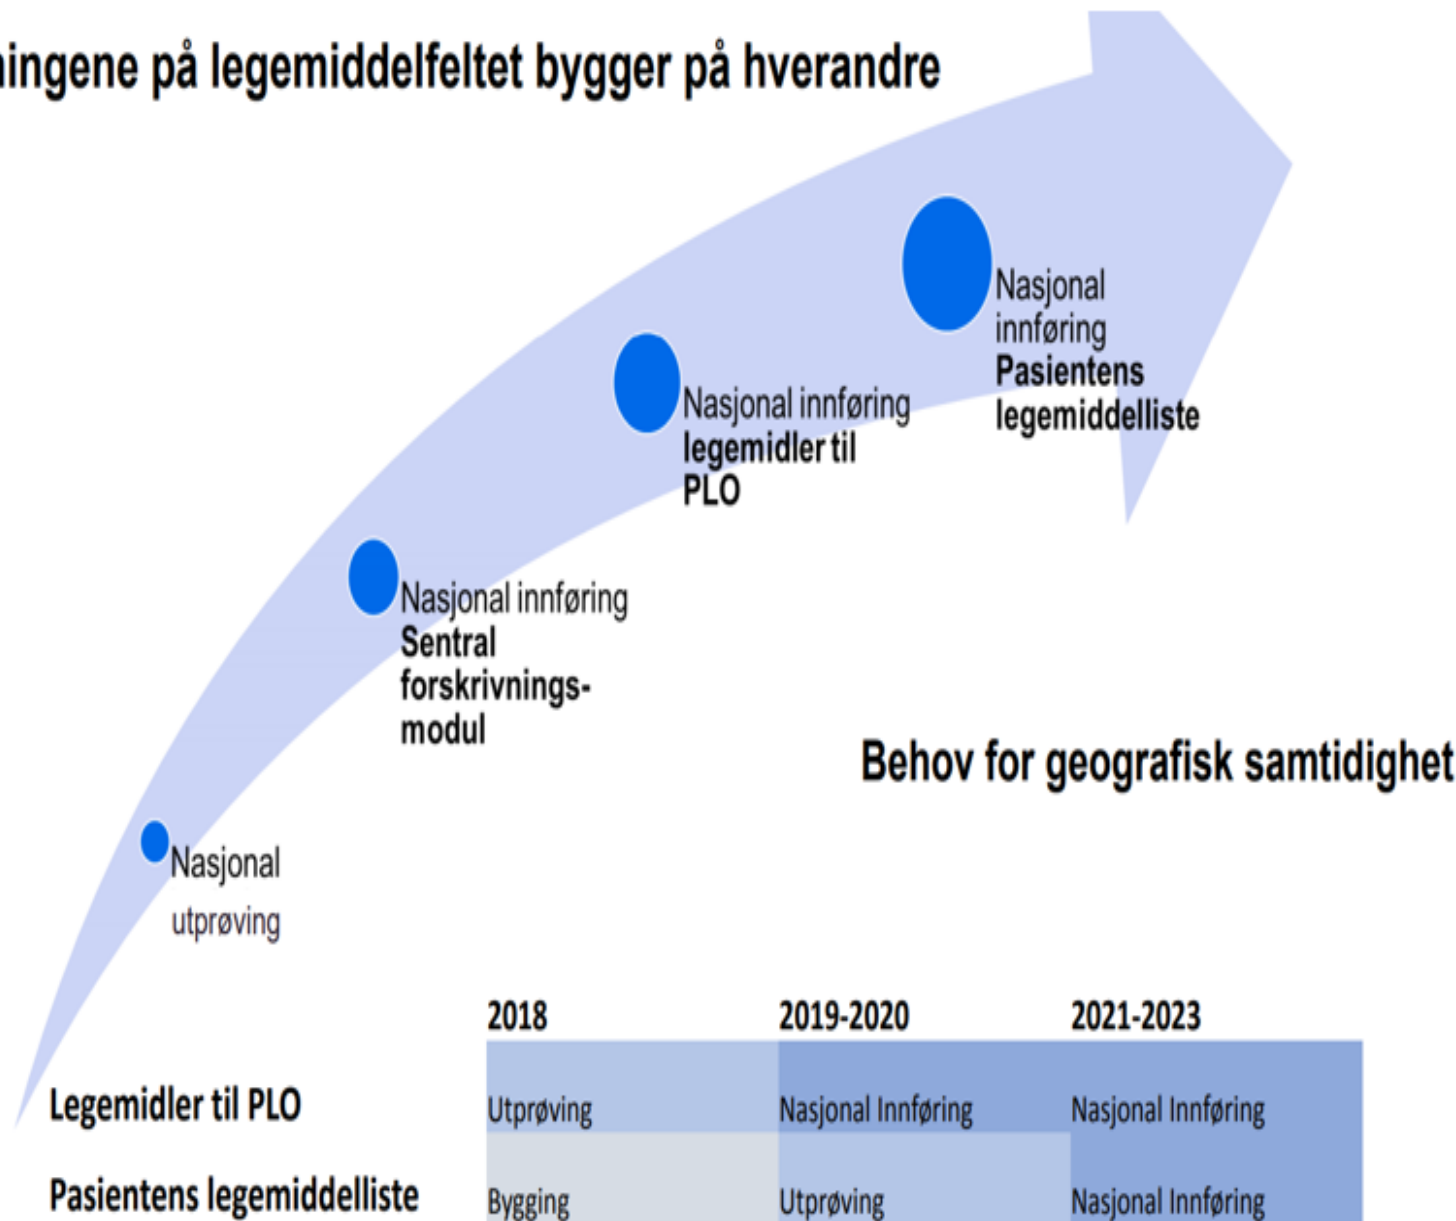 ingene på legemiddelfeltet bygger på hverandre
Nasjonal
innføring
Pasientens
legemiddelliste
Nasjonal innføring
legemidler til
PLO
Nasjonal innføring
Sentral
forskrivnings-
modul
Behov for geografisk samtidighet
Nasjonal
utprøving
2018 2019-2020 2021-2023
Legemidler til PLO Utprøving Nasjonal Innføring Nasjonal Innføring
Pasientens legemiddelliste Bygging Utprøving Nasjonal Innføring